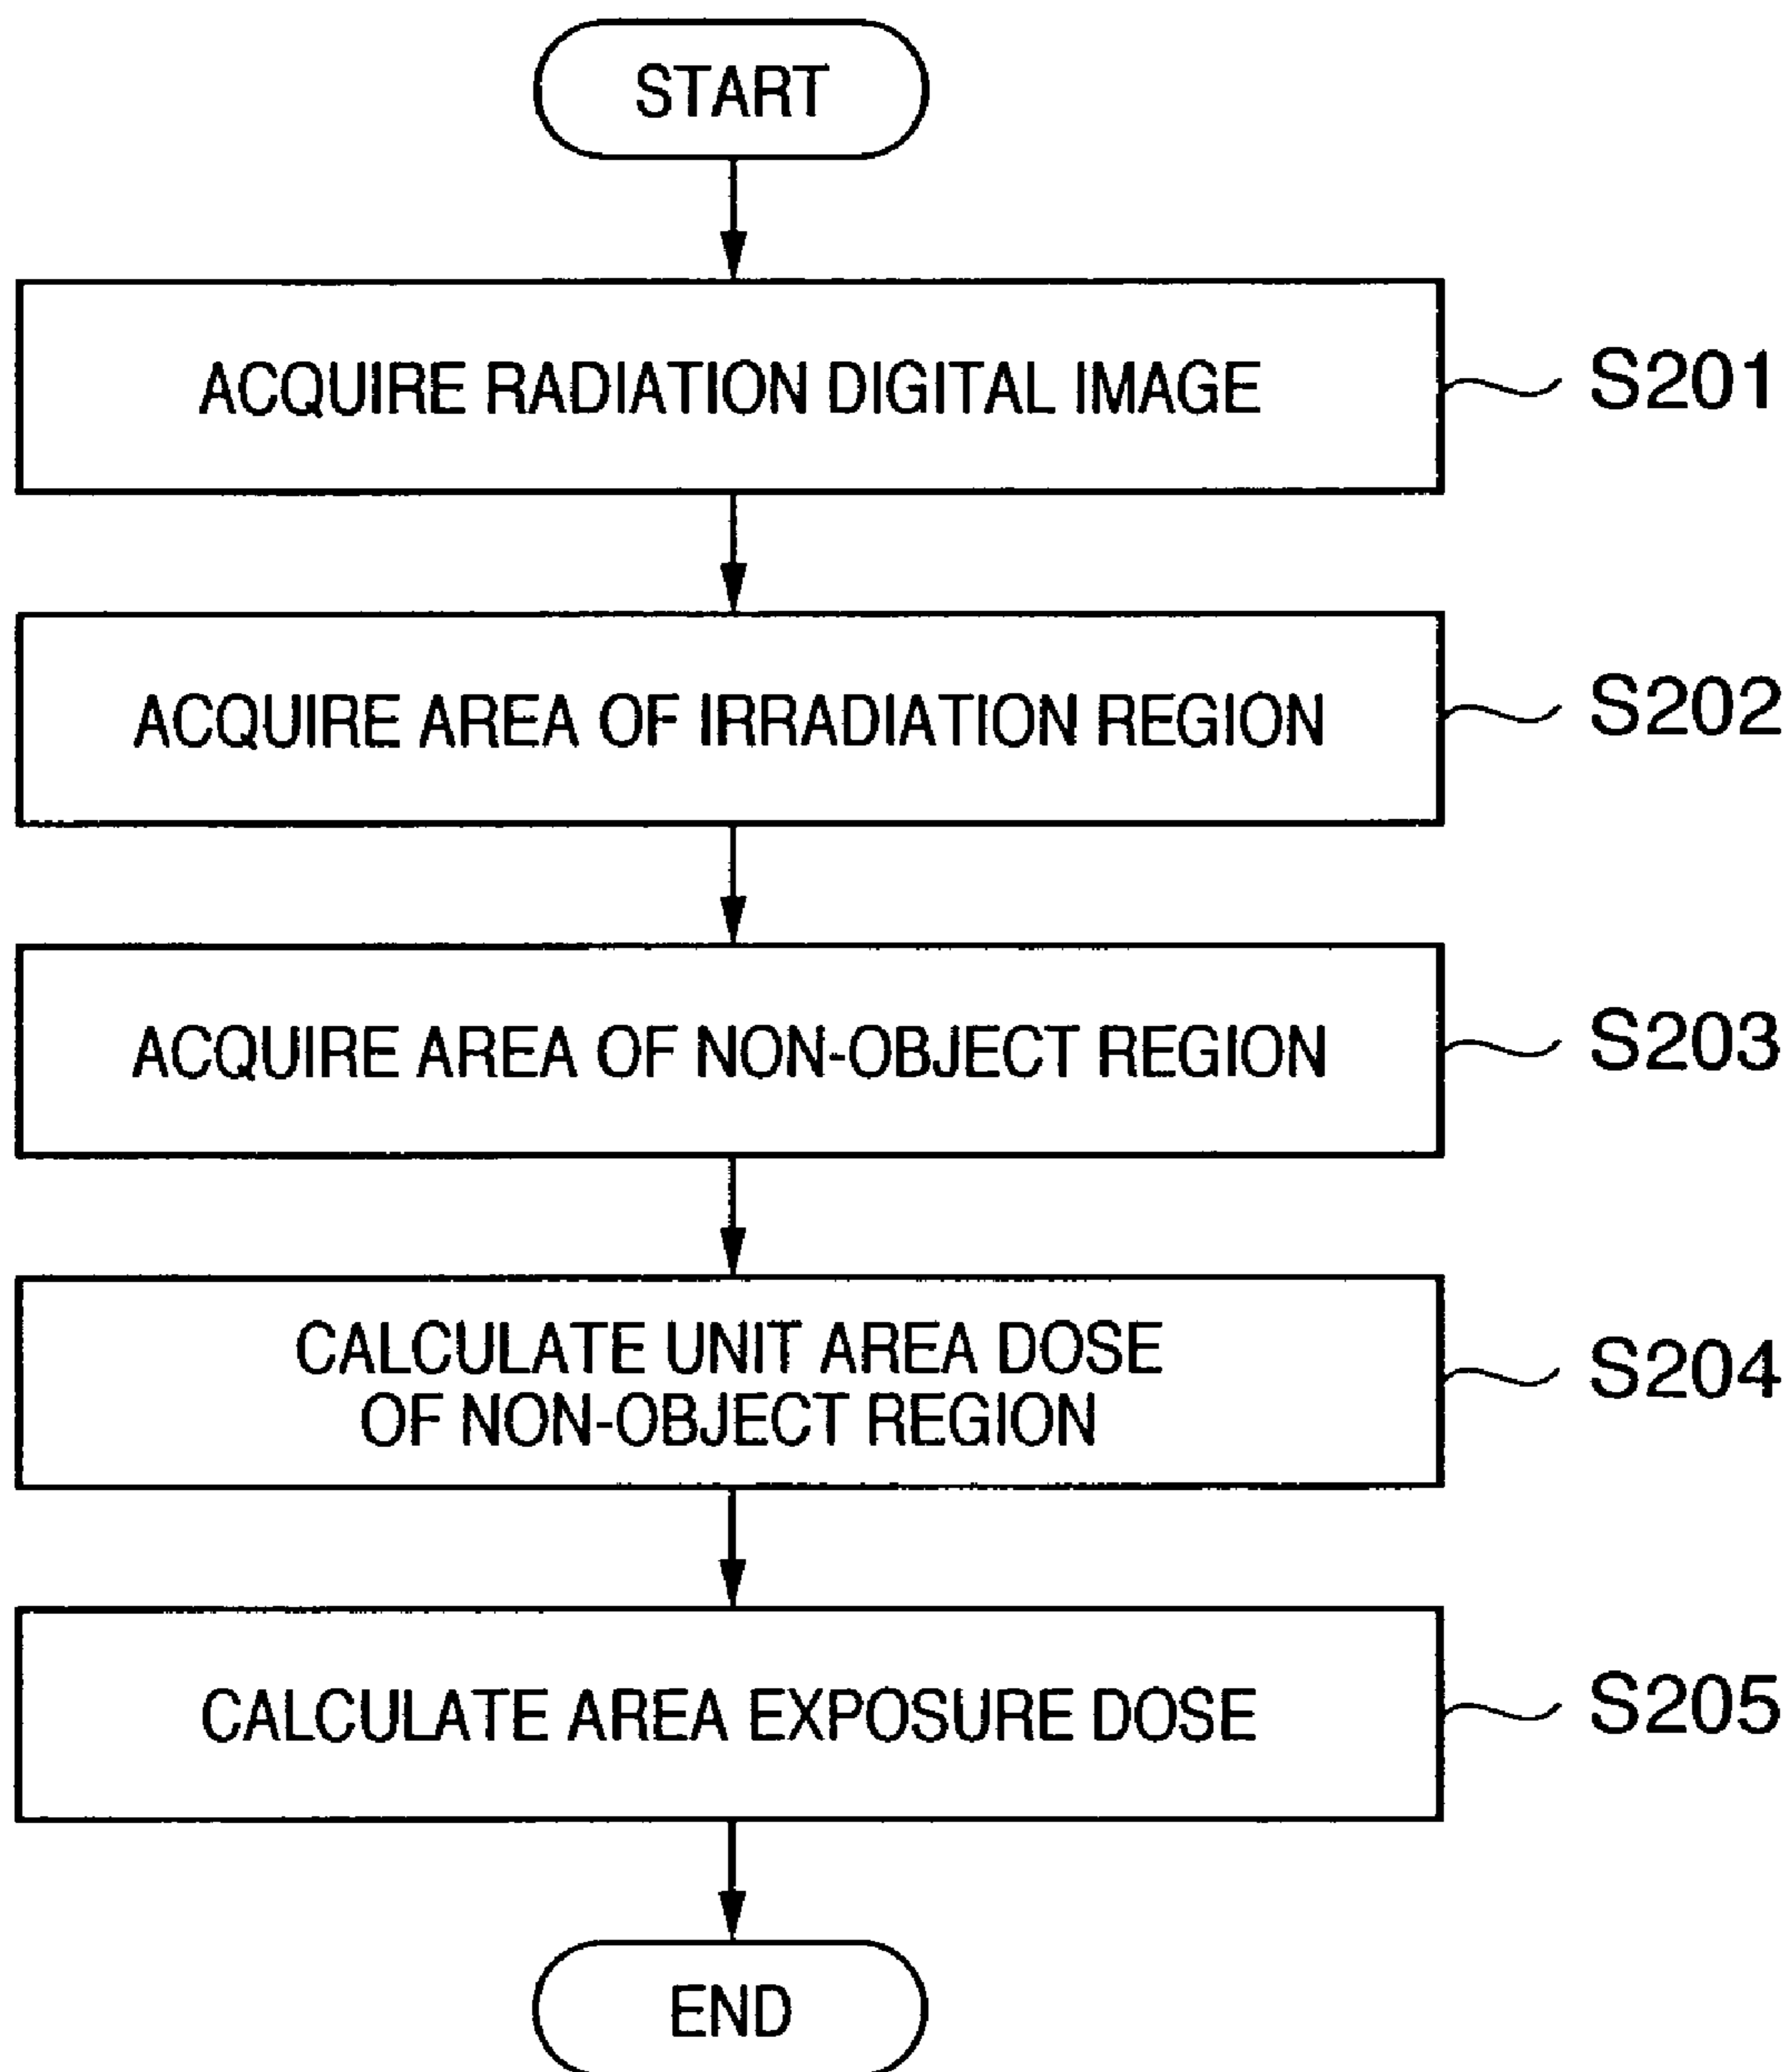 START
ACQUIRE RADIATION DIGITAL IMAGE
S201
ACQUIRE AREA OF IRRADIATION REGION
S202
ACQUIRE AREA OF NON-OBJECT REGION
S203
CALCULATE UNIT AREA DOSE
OF NON-OBJECT REGION
S204
CALCULATE AREA EXPOSURE DOSE
S205
END